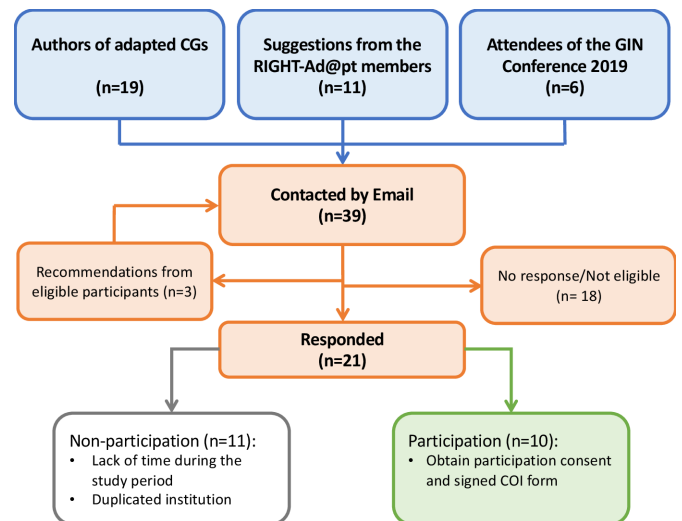 Authors of adapted CGs
(n=19)
Suggestions from the
RIGHT-Ad@pt members
(n=11)
Attendees of the GIN
Conference 2019
(n=6)
Contacted by Email
(n=39)
Recommendations from
eligible participants (n=3)
No response/Not eligible
(n= 18)
Responded
(n=21)
Non-participation (n=11):
• Lack of time during the
study period
• Duplicated institution
Participation (n=10):
• Obtain participation consent
and signed COI form